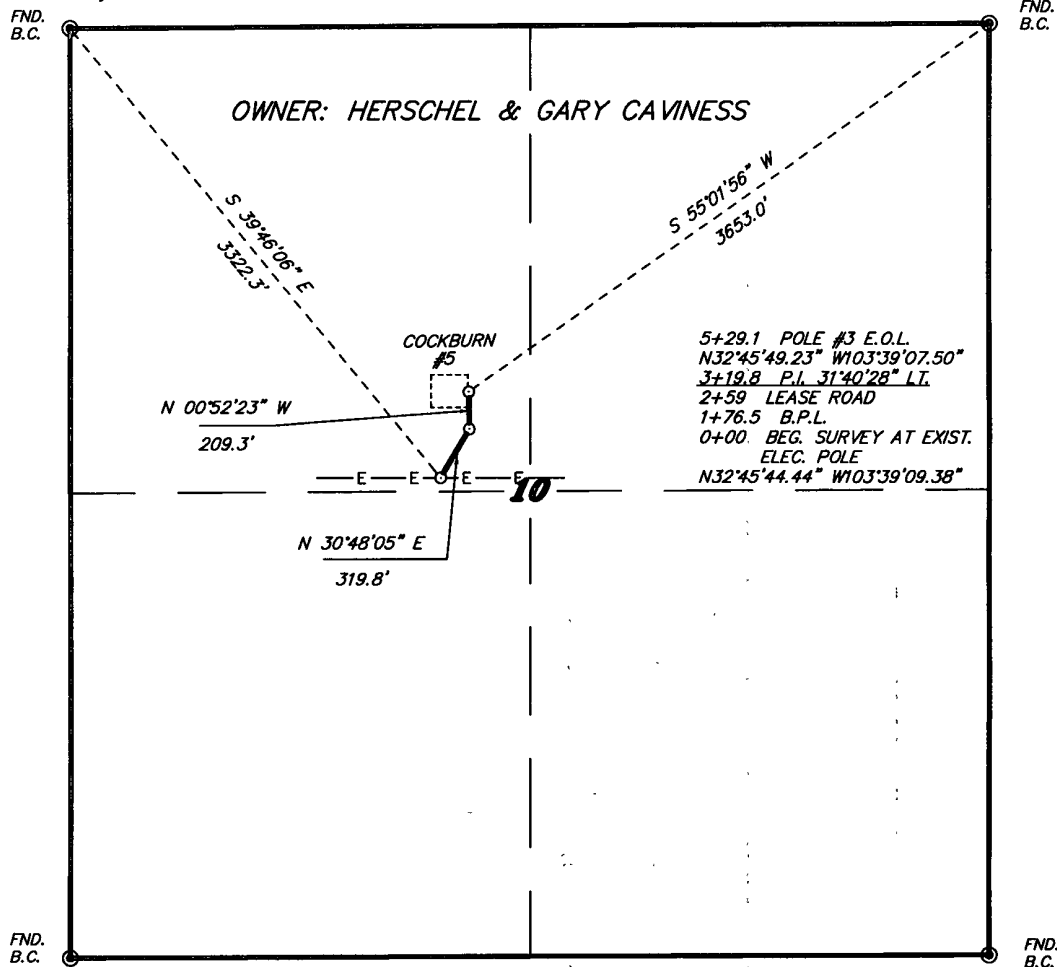 FND.
B.C.
FND.
B.C.
OWNER: HERSCHEL & GARY CAVINESS
S 39°46'06" E
3322.3'
S 55°01'56" W
3653.0'
COCKBURN
#5
5+29.1 POLE #3 E.O.L.
N32°45'49.23" W103°39'07.50"
3+19.8 P.I. 31°40'28" LT.
2+59 LEASE ROAD
1+76.5 B.P.L.
0+00 BEG. SURVEY AT EXIST.
ELEC. POLE
N32°45'44.44" W103°39'09.38"
N 00°52'23" W
209.3'
E E E E
10
N 30°48'05" E
319.8'
FND.
B.C.
FND.
B.C.